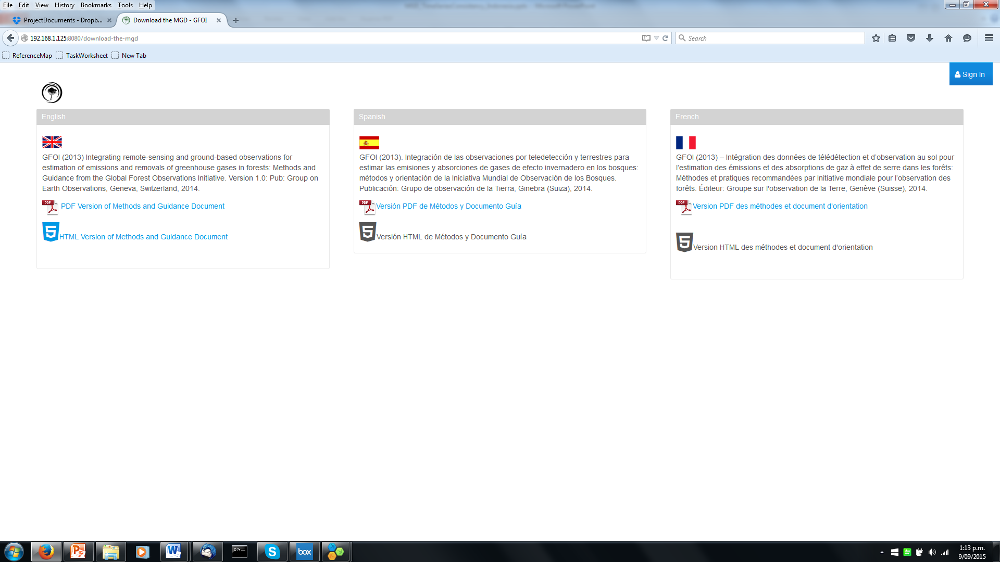 File Edit View History Bookmarks Tools Help
ProjectDocuments - Dropb...
Download the MGD - GFOI
192.168.1.125:8080/download-the-mgd
Search
ReferenceMap TaskWorksheet New Tab
Sign In
English
GFOI (2013) Integrating remote-sensing and ground-based observations for
estimation of emissions and removals of greenhouse gases in forests: Methods and
Guidance from the Global Forest Observations Initiative. Version 1.0: Pub: Group on
Earth Observations, Geneva, Switzerland, 2014.
PDF
PDF Version of Methods and Guidance Document
5
HTML Version of Methods and Guidance Document
Spanish
GFOI (2013). Integración de las observaciones por teledetección y terrestres para
estimar las emisiones y absorciones de gases de efecto invernadero en los bosques:
métodos y orientación de la Iniciativa Mundial de Observación de los Bosques.
Publicación: Grupo de observación de la Tierra, Ginebra (Suiza), 2014.
PDF
Versión PDF de Métodos y Documento Guía
5
Versión HTML de Métodos y Documento Guía
French
GFOI (2013) – Intégration des données de télédétection et d’observation au sol pour
l’estimation des émissions et des absorptions de gaz à effet de serre dans les forêts:
Méthodes et pratiques recommandées par Initiative mondiale pour l’observation des
forêts. Éditeur: Groupe sur l'observation de la Terre, Genève (Suisse), 2014.
PDF
Version PDF des méthodes et document d'orientation
5
Version HTML des méthodes et document d'orientation
C:\_
box
1:13 p.m.
9/09/2015